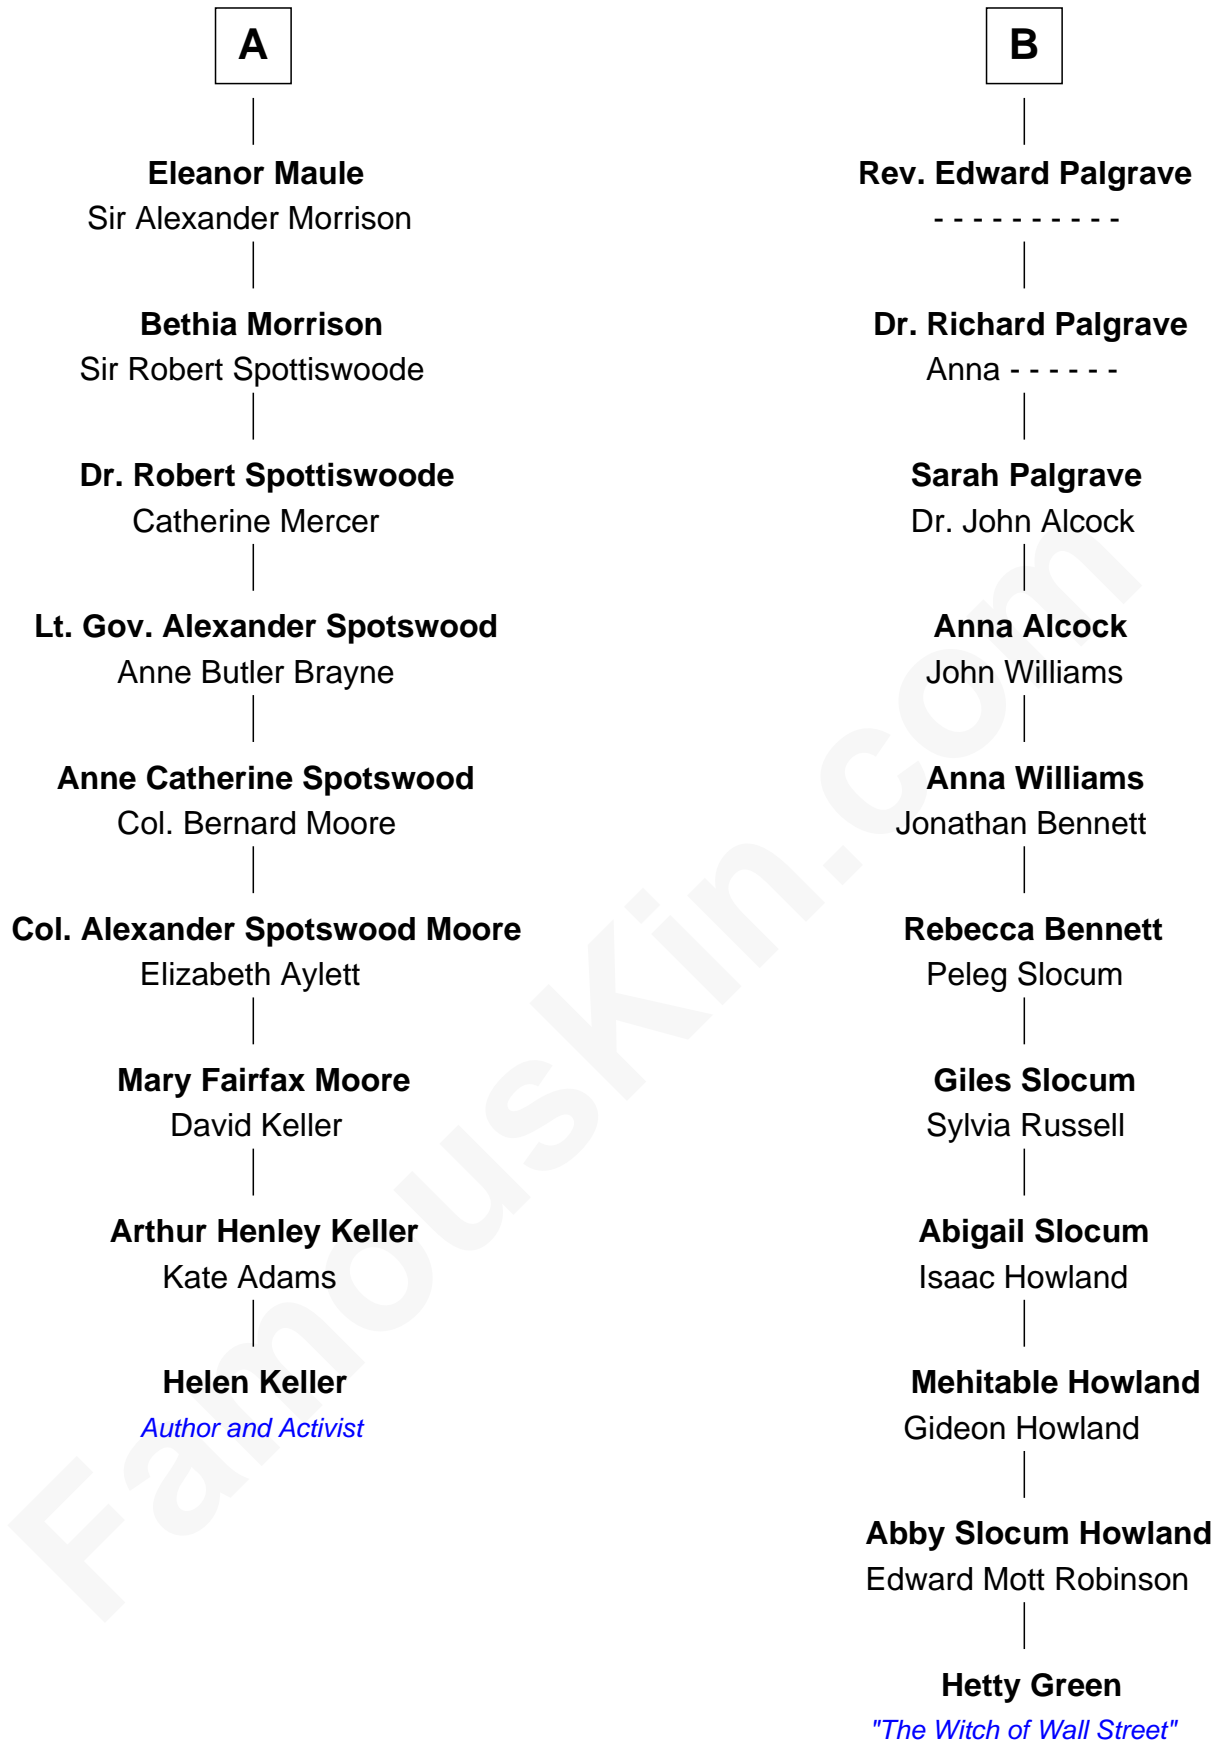 A
Eleanor Maule
Sir Alexander Morrison
Bethia Morrison
Sir Robert Spottiswoode
Dr. Robert Spottiswoode
Catherine Mercer
Lt. Gov. Alexander Spotswood
Anne Butler Brayne
Anne Catherine Spotswood
Col. Bernard Moore
Col. Alexander Spotswood Moore
Elizabeth Aylett
Mary Fairfax Moore
David Keller
Arthur Henley Keller
Kate Adams
Helen Keller
Author and Activist
B
Rev. Edward Palgrave
- - - - - - - - - -
Dr. Richard Palgrave
Anna - - - - - -
Sarah Palgrave
Dr. John Alcock
Anna Alcock
John Williams
Anna Williams
Jonathan Bennett
Rebecca Bennett
Peleg Slocum
Giles Slocum
Sylvia Russell
Abigail Slocum
Isaac Howland
Mehitable Howland
Gideon Howland
Abby Slocum Howland
Edward Mott Robinson
Hetty Green
"The Witch of Wall Street"
FamousKin.com